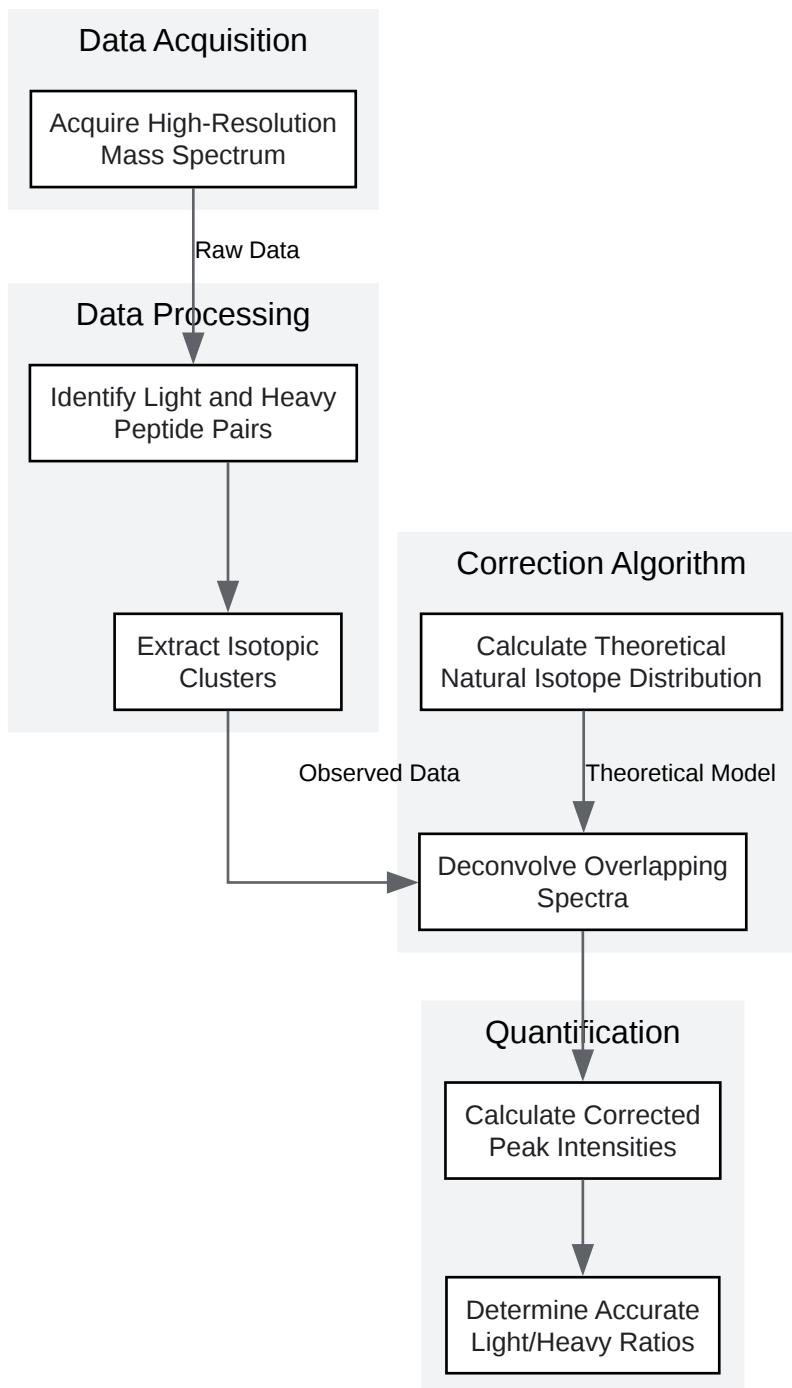 Data Acquisition
Acquire High-Resolution
Mass Spectrum
Raw Data
Data Processing
Identify Light and Heavy
Peptide Pairs
Extract Isotopic
Clusters
Correction Algorithm
Calculate Theoretical
Natural Isotope Distribution
Observed Data
Theoretical Model
Deconvolve Overlapping
Spectra
Quantification
Calculate Corrected
Peak Intensities
Determine Accurate
Light/Heavy Ratios